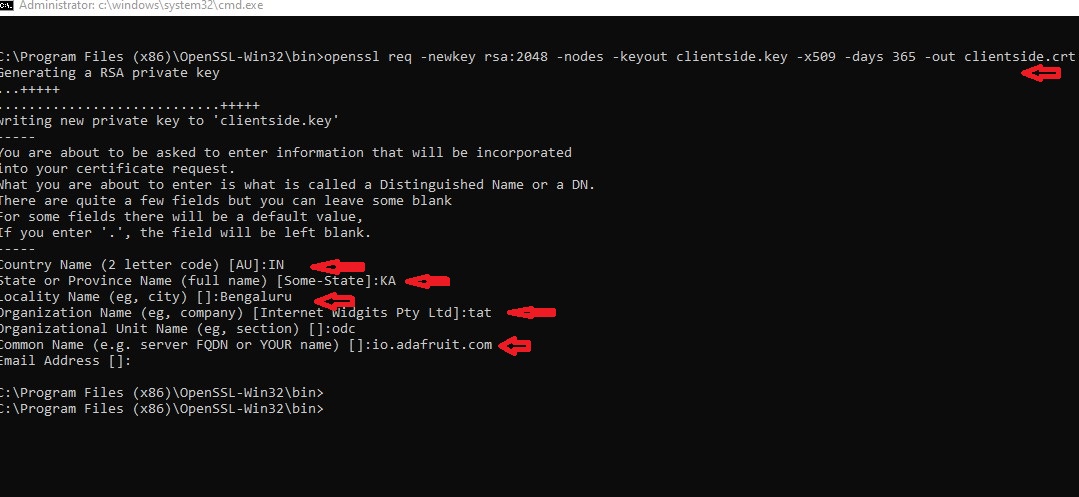 Administrator: c:\windows\system32\cmd.exe
C:\Program Files (x86)\OpenSSL-Win32\bin>openssl req -newkey rsa:2048 -nodes -keyout clientside.key -x509 -days 365 -out clientside.crt
Generating a RSA private key
...+++++
............................+++++
writing new private key to 'clientside.key'
-----
You are about to be asked to enter information that will be incorporated
into your certificate request.
What you are about to enter is what is called a Distinguished Name or a DN.
There are quite a few fields but you can leave some blank
For some fields there will be a default value,
If you enter '.', the field will be left blank.
-----
Country Name (2 letter code) [AU]:IN
State or Province Name (full name) [Some-State]:KA
Locality Name (eg, city) []:Bengaluru
Organization Name (eg, company) [Internet Widgits Pty Ltd]:tat
Organizational Unit Name (eg, section) []:odc
Common Name (e.g. server FQDN or YOUR name) []:io.adafruit.com
Email Address []:
C:\Program Files (x86)\OpenSSL-Win32\bin>
C:\Program Files (x86)\OpenSSL-Win32\bin>